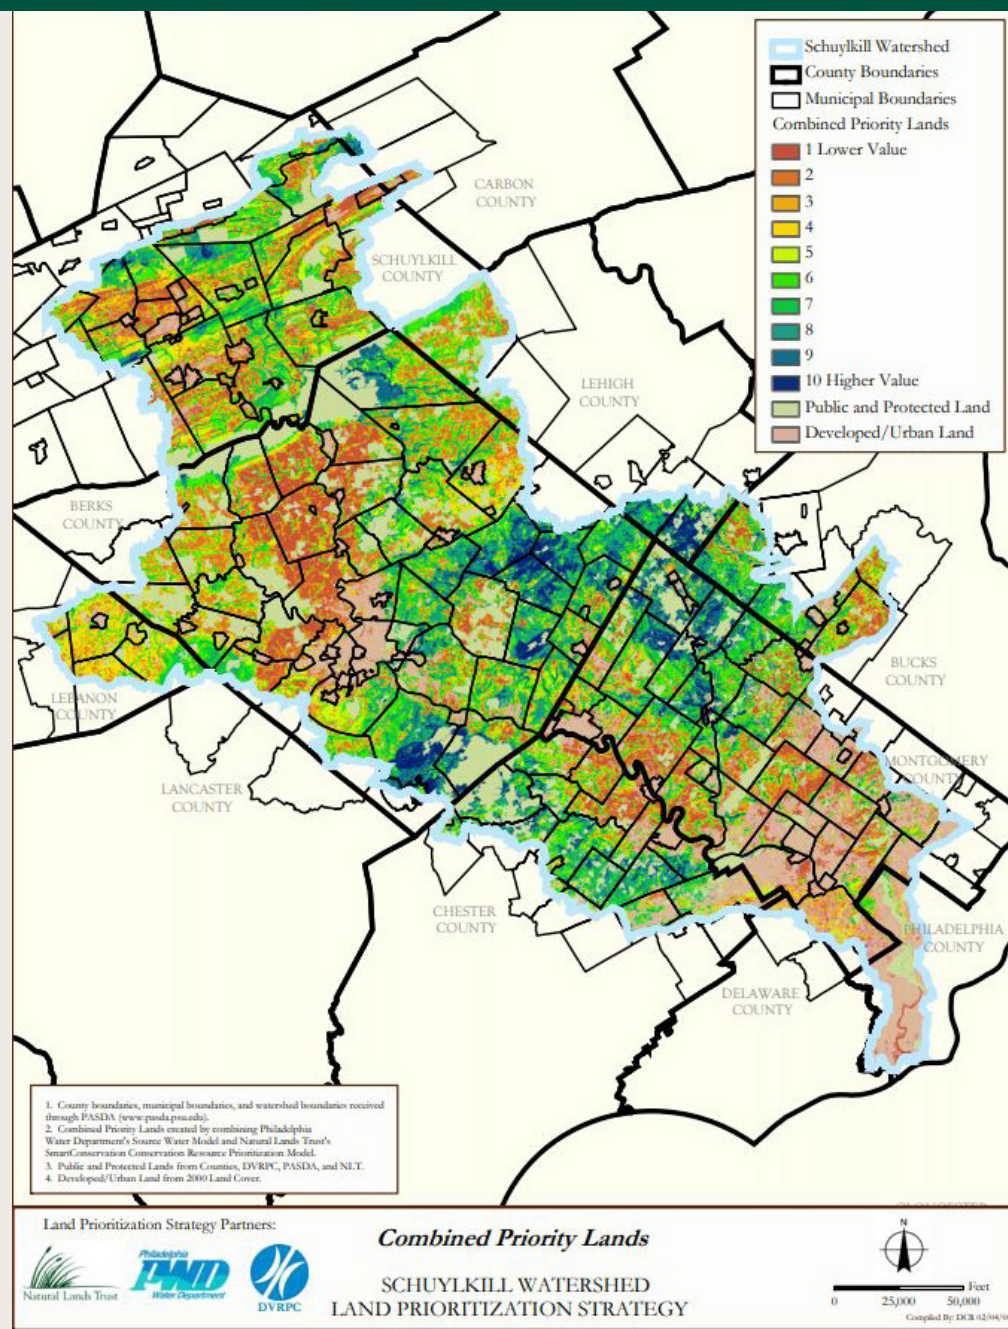 Schuylkill Watershed
County Boundaries
Municipal Boundaries
Combined Priority Lands
1 Lower Value
2
3
4
5
6
7
8
9
10 Higher Value
Public and Protected Land
Developed/Urban Land
CARBON
COUNTY
SCHUYLKILL
COUNTY
LEHIGH
COUNTY
BERKS
COUNTY
BUCKS
COUNTY
LEBANON
COUNTY
MONTGOMERY
COUNTY
LANCASTER
COUNTY
CHESTER
COUNTY
PHILADELPHIA
COUNTY
DELAWARE
COUNTY
1. County boundaries, municipal boundaries, and watershed boundaries received
through PASDA (www.pasda.psu.edu).
2. Combined Priority Lands created by combining Philadelphia
Water Department's Source Water Model and Natural Lands Trust's
SmartConservation Conservation Resource Prioritization Model.
3. Public and Protected Lands from Counties, DVRPC, PASDA, and NLT.
4. Developed/Urban Land from 2000 Land Cover.
Land Prioritization Strategy Partners:
Natural Lands Trust
Philadelphia
PWD
Water Department
DVRPC
Combined Priority Lands
SCHUYLKILL WATERSHED
LAND PRIORITIZATION STRATEGY
N
Feet
0 25,000 50,000
Compiled By: DCR